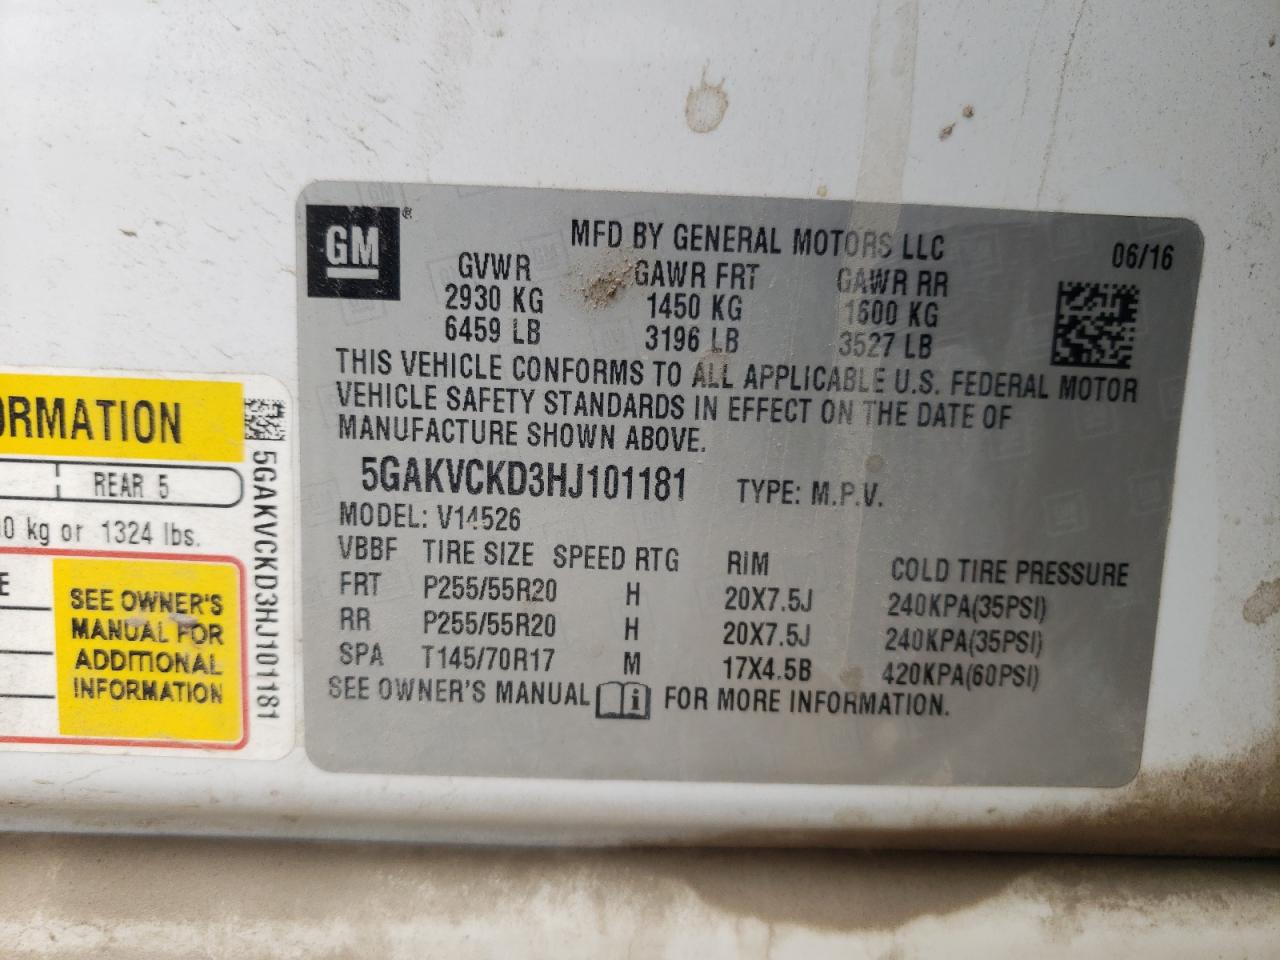 GM®
MFD BY GENERAL MOTORS LLC 06/16
GVWR GAWR FRT GAWR RR
2930 KG 1450 KG 1600 KG
6459 LB 3196 LB 3527 LB
THIS VEHICLE CONFORMS TO ALL APPLICABLE U.S. FEDERAL MOTOR
VEHICLE SAFETY STANDARDS IN EFFECT ON THE DATE OF
MANUFACTURE SHOWN ABOVE.
5GAKVCKD3HJ101181 TYPE: M.P.V.
MODEL: V14526
VBBF TIRE SIZE SPEED RTG RIM COLD TIRE PRESSURE
FRT P255/55R20 H 20X7.5J 240KPA(35PSI)
RR P255/55R20 H 20X7.5J 240KPA(35PSI)
SPA T145/70R17 M 17X4.5B 420KPA(60PSI)
SEE OWNER'S MANUAL i FOR MORE INFORMATION.
ORMATION
REAR 5
0 kg or 1324 lbs.
E
SEE OWNER'S
MANUAL FOR
ADDITIONAL
INFORMATION
5GAKVCKD3HJ101181